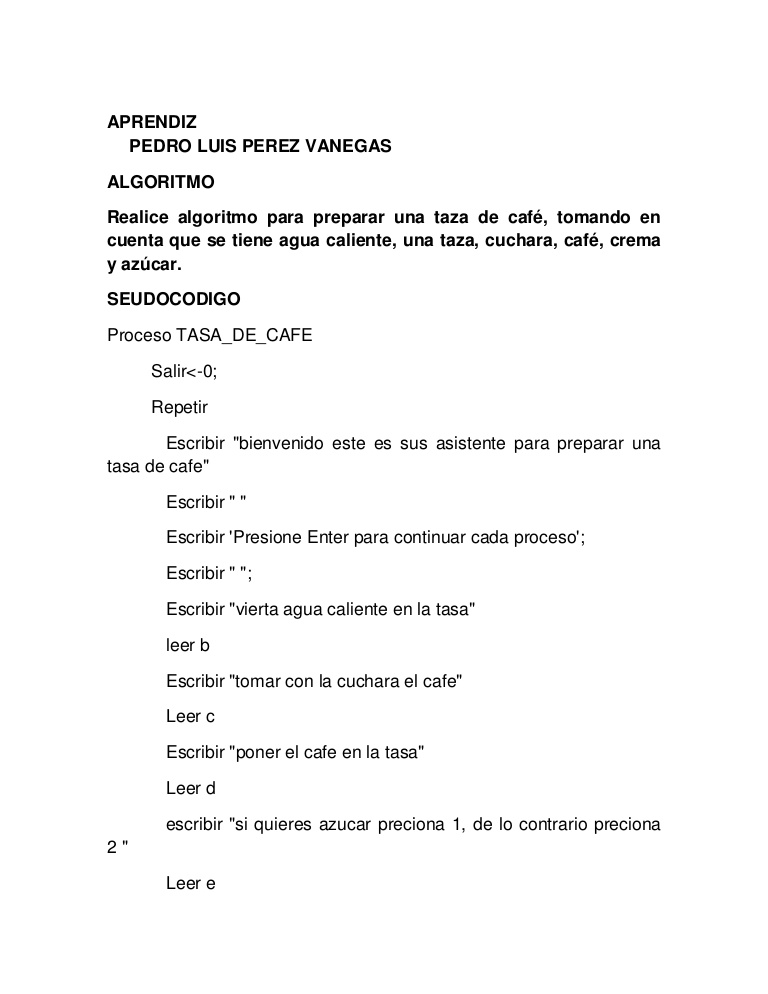 APRENDIZ
PEDRO LUIS PEREZ VANEGAS
ALGORITMO
Realice algoritmo para preparar una taza de café, tomando en
cuenta que se tiene agua caliente, una taza, cuchara, café, crema
y azúcar.
SEUDOCODIGO
Proceso TASA_DE_CAFE
Salir<-0;
Repetir
Escribir "bienvenido este es sus asistente para preparar una
tasa de cafe"
Escribir " "
Escribir 'Presione Enter para continuar cada proceso';
Escribir " ";
Escribir "vierta agua caliente en la tasa"
leer b
Escribir "tomar con la cuchara el cafe"
Leer c
Escribir "poner el cafe en la tasa"
Leer d
escribir "si quieres azucar preciona 1, de lo contrario preciona
2 "
Leer e